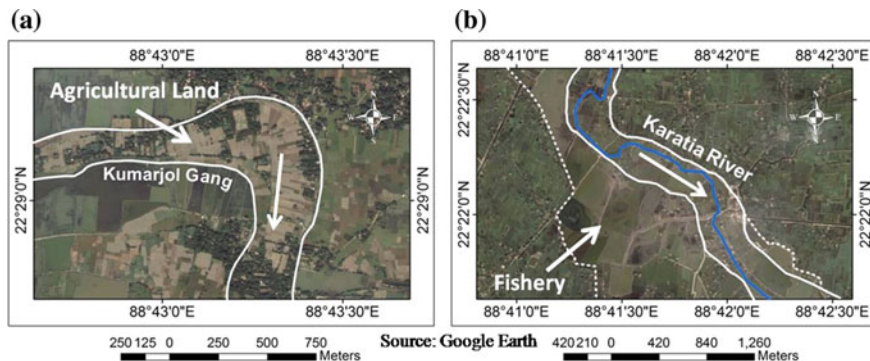 (a)
88°43'0"E 88°43'30"E
Agricultural Land
W E
Kumarjol Gang
22°29'0"N
22°29'0"N
88°43'0"E 88°43'30"E
250 125 0 250 500 750
Meters
(b)
88°41'0"E 88°41'30"E 88°42'0"E 88°42'30"E
22°22'30"N
22°22'30"N
Karatia River
W E
22°22'0"N
22°22'0"N
Fishery
88°41'0"E 88°41'30"E 88°42'0"E 88°42'30"E
Source: Google Earth
420 210 0 420 840 1,260
Meters